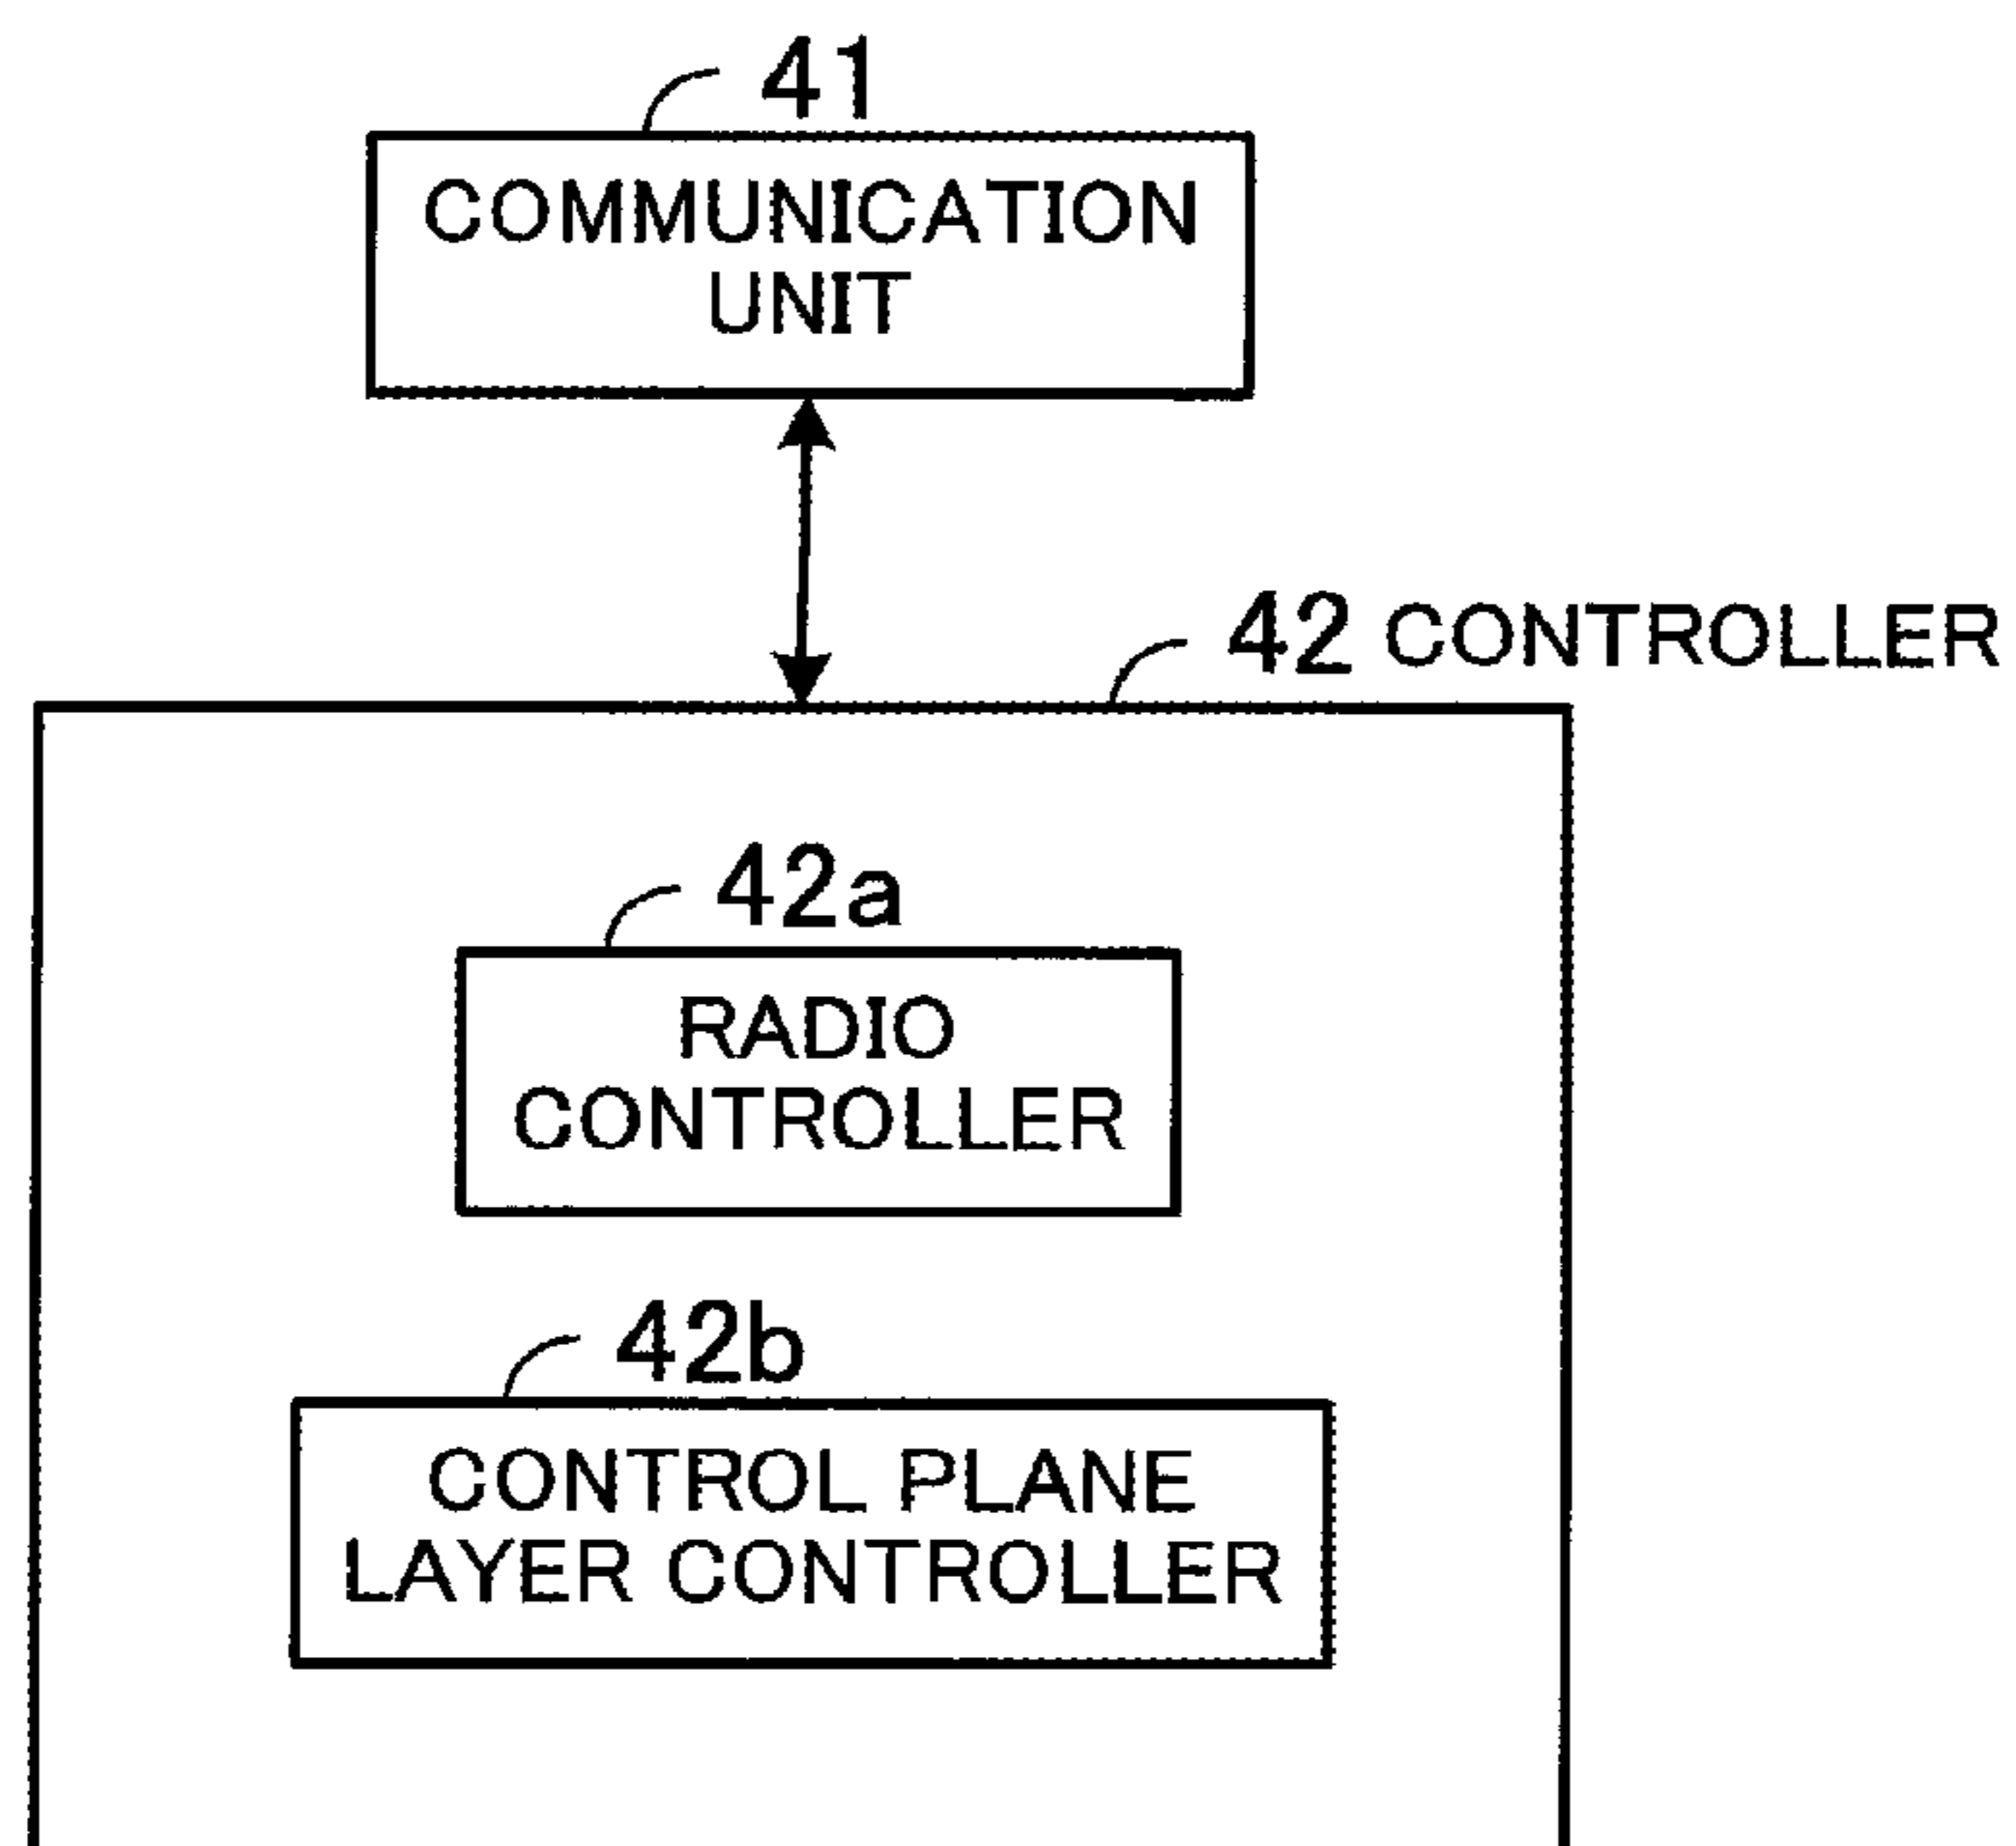 41
COMMUNICATION
UNIT
42 CONTROLLER
42a
RADIO
CONTROLLER
42b
CONTROL PLANE
LAYER CONTROLLER